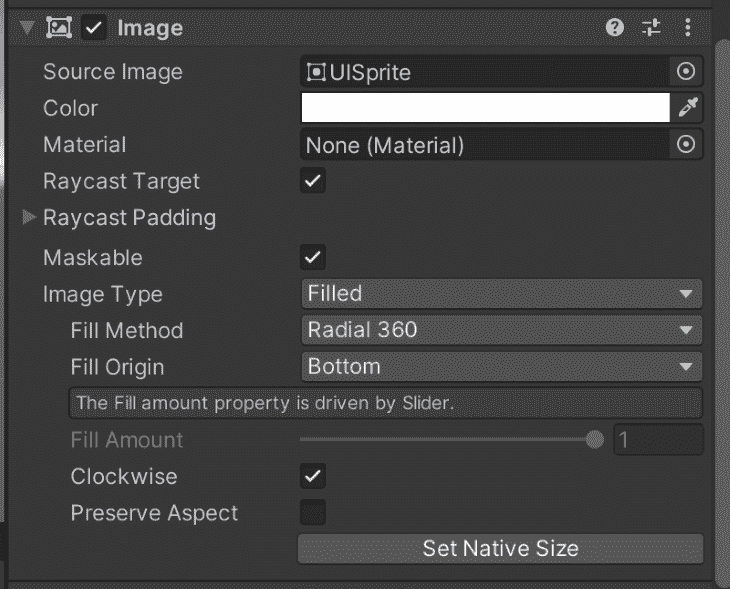 Image
Source Image UISprite
Color
Material None (Material)
Raycast Target
Raycast Padding
Maskable
Image Type Filled
Fill Method Radial 360
Fill Origin Bottom
The Fill amount property is driven by Slider.
Fill Amount 1
Clockwise
Preserve Aspect
Set Native Size